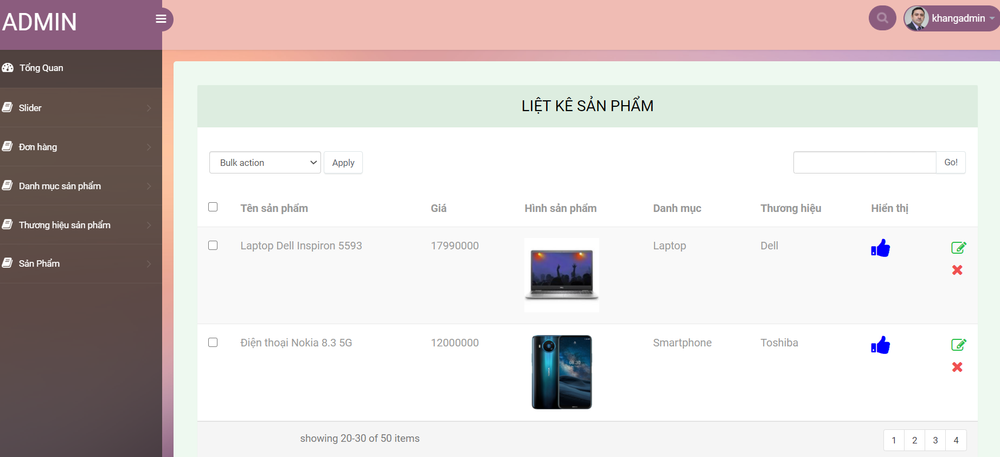 ADMIN
khangadmin
Tổng Quan
Slider
Đơn hàng
Danh mục sản phẩm
Thương hiệu sản phẩm
Sản Phẩm
LIỆT KÊ SẢN PHẨM
Bulk action
Apply
Go!
Tên sản phẩm Giá Hình sản phẩm Danh mục Thương hiệu Hiển thị
Laptop Dell Inspiron 5593 17990000 Laptop Dell
Điện thoại Nokia 8.3 5G 12000000 Smartphone Toshiba
08:30
showing 20-30 of 50 items
1 2 3 4